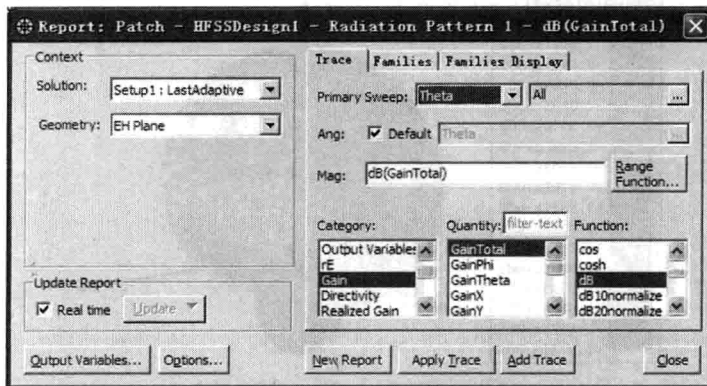 Report: Patch - HFSSDesign1 - Radiation Pattern 1 - dB(GainTotal)
Context
Solution: Setup1 : LastAdaptive
Geometry: EH Plane
Update Report
Real time Update
Output Variables... Options...
Trace Families Families Display
Primary Sweep: Theta All ...
Ang: Default Theta ...
Mag: dB(GainTotal) Range Function...
Category: Quantity: filter-text Function:
Output Variables GainTotal cos
rE GainPhi cosh
Gain GainTheta dB
Directivity GainX dB10normalize
Realized Gain GainY dB20normalize
New Report Apply Trace Add Trace Close